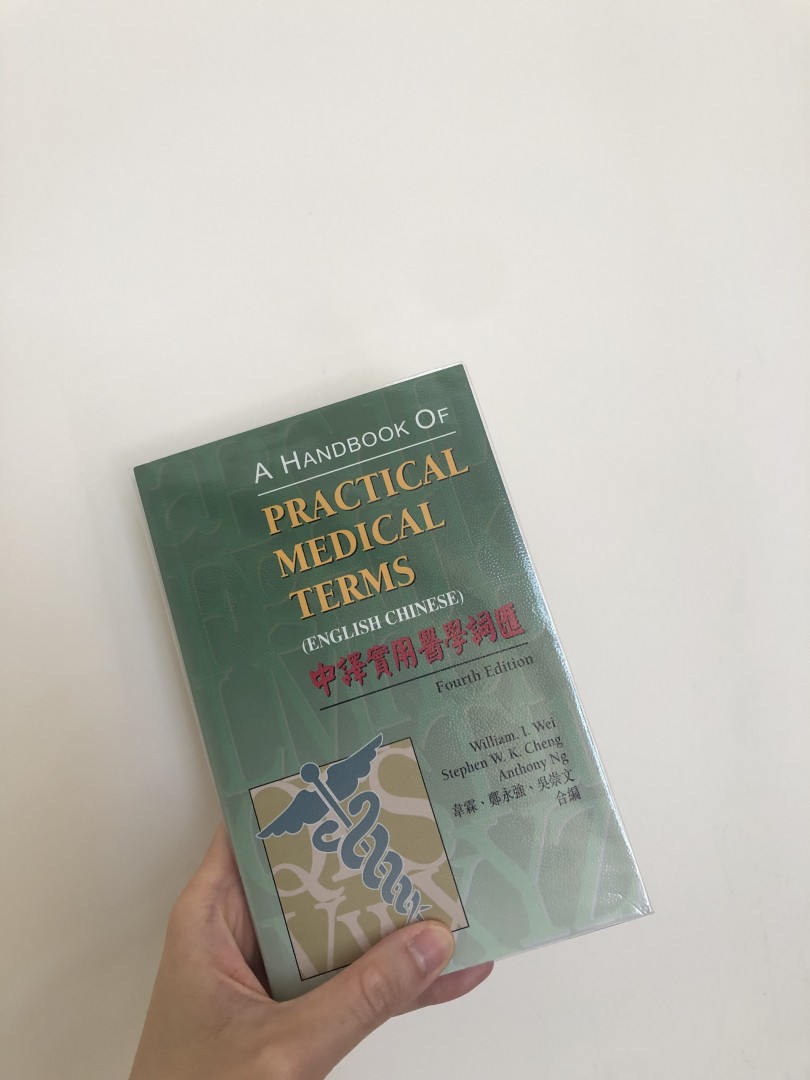 A HANDBOOK OF
PRACTICAL
MEDICAL
TERMS
(ENGLISH CHINESE)
中譯實用醫學詞匯
Fourth Edition
William. I. Wei
Stephen W. K. Cheng
Anthony Ng
韋霖、鄭永強、吳崇文
合編